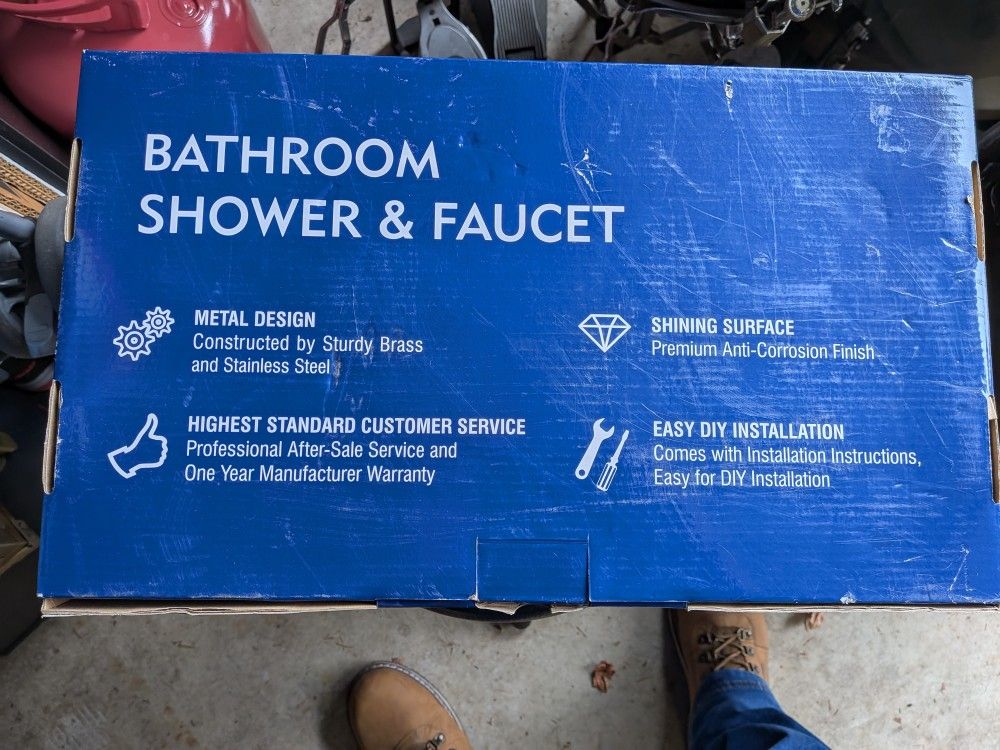 BATHROOM
SHOWER & FAUCET
METAL DESIGN
Constructed by Sturdy Brass
and Stainless Steel
SHINING SURFACE
Premium Anti-Corrosion Finish
HIGHEST STANDARD CUSTOMER SERVICE
Professional After-Sale Service and
One Year Manufacturer Warranty
EASY DIY INSTALLATION
Comes with Installation Instructions,
Easy for DIY Installation